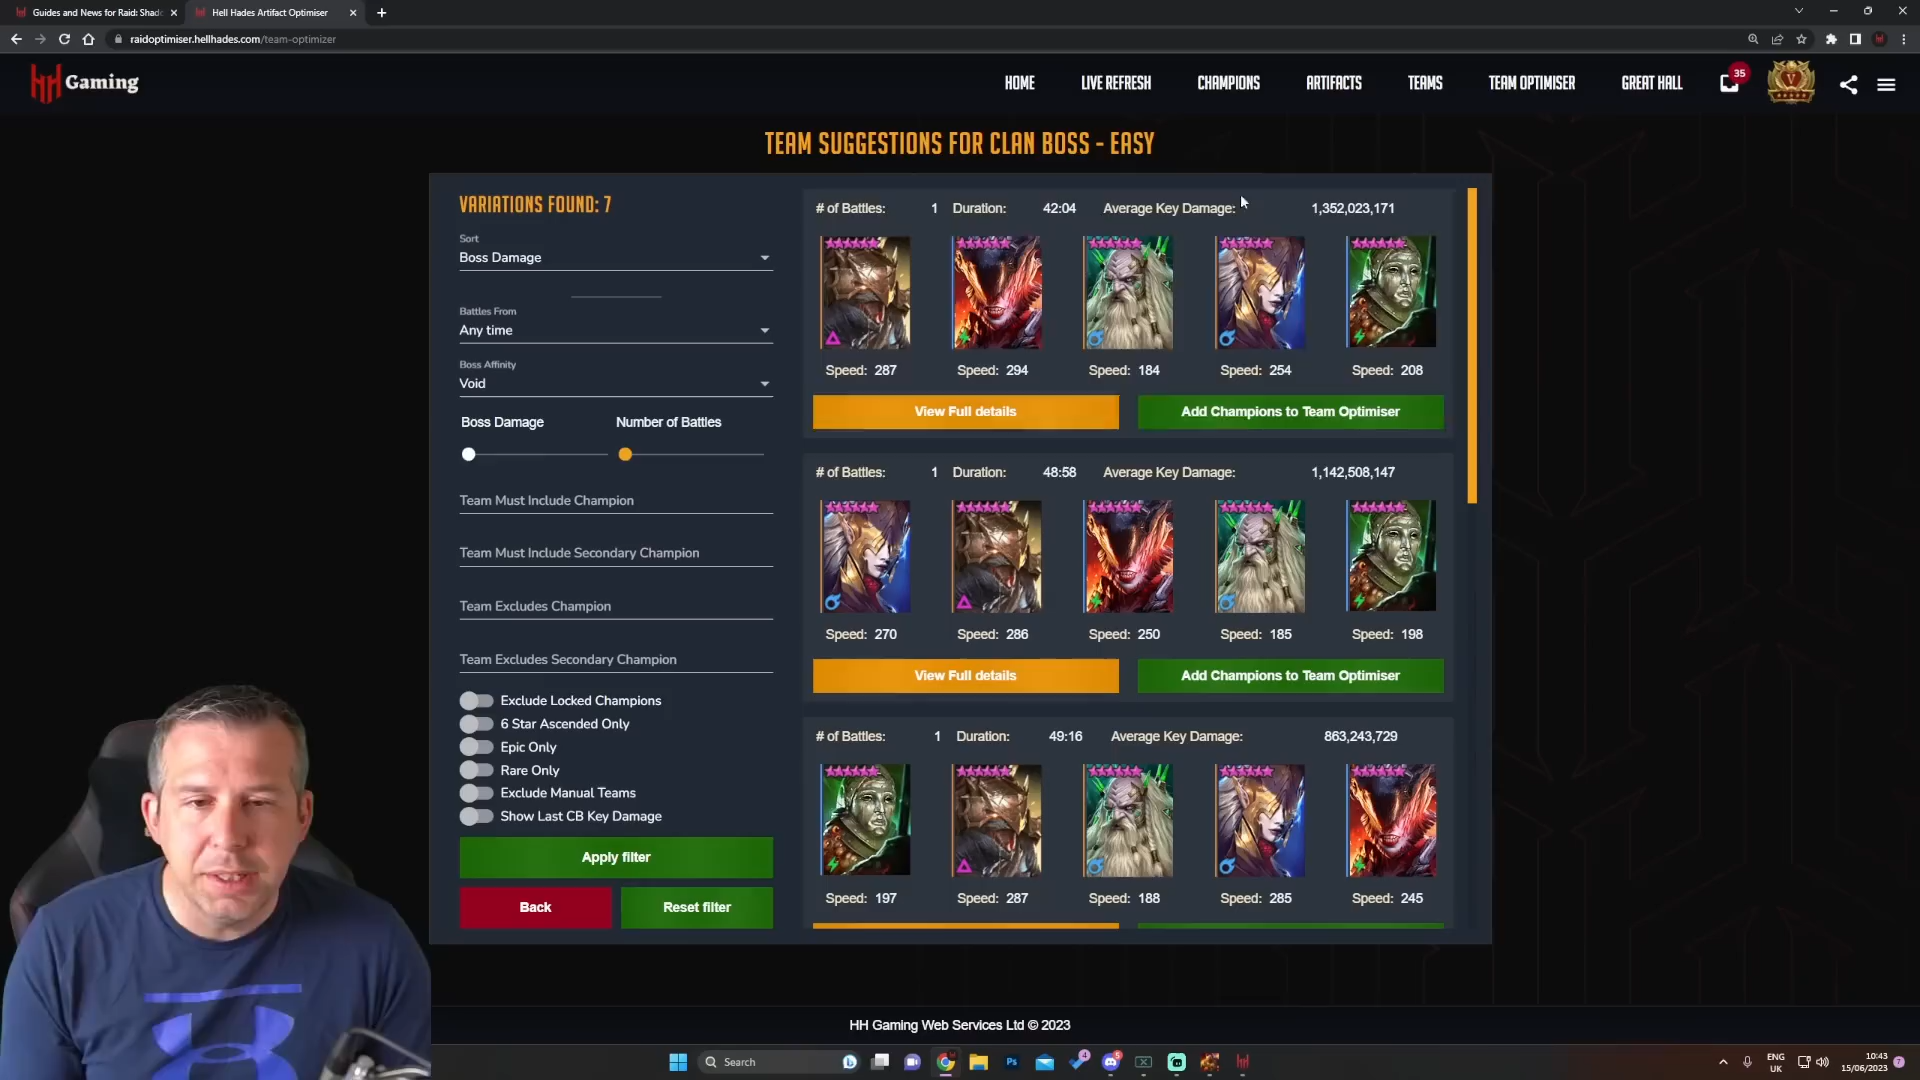 Guides and News for Raid: Shad
Hell Hades Artifact Optimiser
raidoptimiser.hellhades.com/team-optimizer
HH Gaming
HOME
LIVE REFRESH
CHAMPIONS
ARTIFACTS
TEAMS
TEAM OPTIMISER
GREAT HALL
35
V
TEAM SUGGESTIONS FOR CLAN BOSS - EASY
VARIATIONS FOUND: 7
Sort
Boss Damage
Battles From
Any time
Boss Affinity
Void
Boss Damage Number of Battles
Team Must Include Champion
Team Must Include Secondary Champion
Team Excludes Champion
Team Excludes Secondary Champion
Exclude Locked Champions
6 Star Ascended Only
Epic Only
Rare Only
Exclude Manual Teams
Show Last CB Key Damage
Apply filter
Back Reset filter
# of Battles: 1 Duration: 42:04 Average Key Damage: 1,352,023,171
Speed: 287 Speed: 294 Speed: 184 Speed: 254 Speed: 208
View Full details Add Champions to Team Optimiser
# of Battles: 1 Duration: 48:58 Average Key Damage: 1,142,508,147
Speed: 270 Speed: 286 Speed: 250 Speed: 185 Speed: 198
View Full details Add Champions to Team Optimiser
# of Battles: 1 Duration: 49:16 Average Key Damage: 863,243,729
Speed: 197 Speed: 287 Speed: 188 Speed: 285 Speed: 245
HH Gaming Web Services Ltd © 2023
Search
Ps
4
5
ENG
UK
10:43
15/06/2023
7